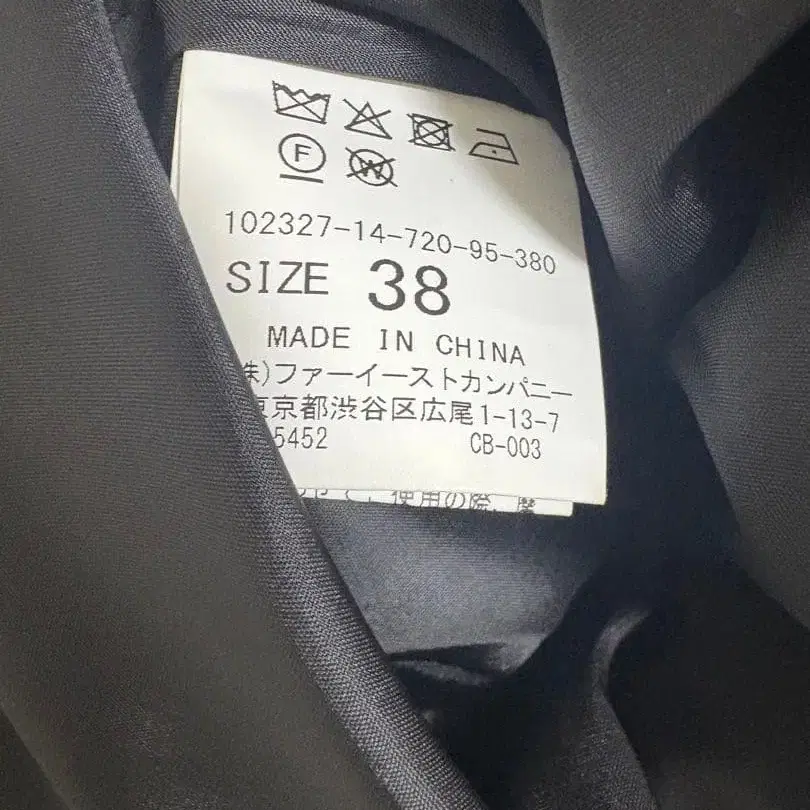 F
W
102327-14-720-95-380
SIZE 38
MADE IN CHINA
株)ファーイーストカンパニー
東京都渋谷区広尾1-13-7
5452 CB-003
使用の際、摩